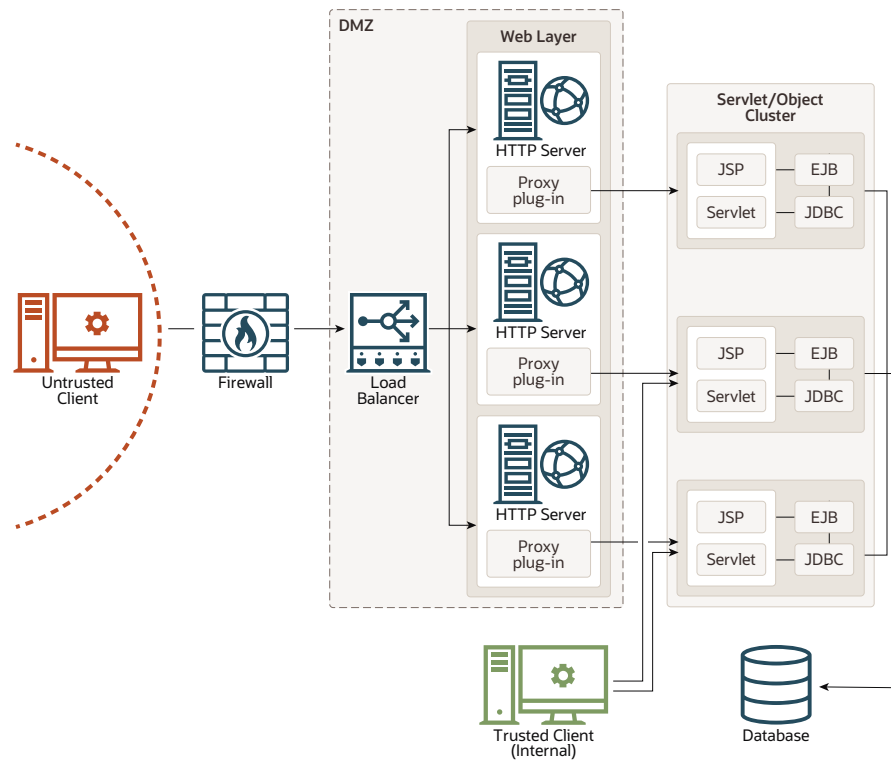 DMZ
Web Layer
HTTP Server
Proxy
plug-in
HTTP Server
Proxy
plug-in
HTTP Server
Proxy
plug-in
Servlet/Object
Cluster
JSP
EJB
Servlet
JDBC
JSP
EJB
Servlet
JDBC
JSP
EJB
Servlet
JDBC
Untrusted
Client
Firewall
Load
Balancer
Trusted Client
(Internal)
Database